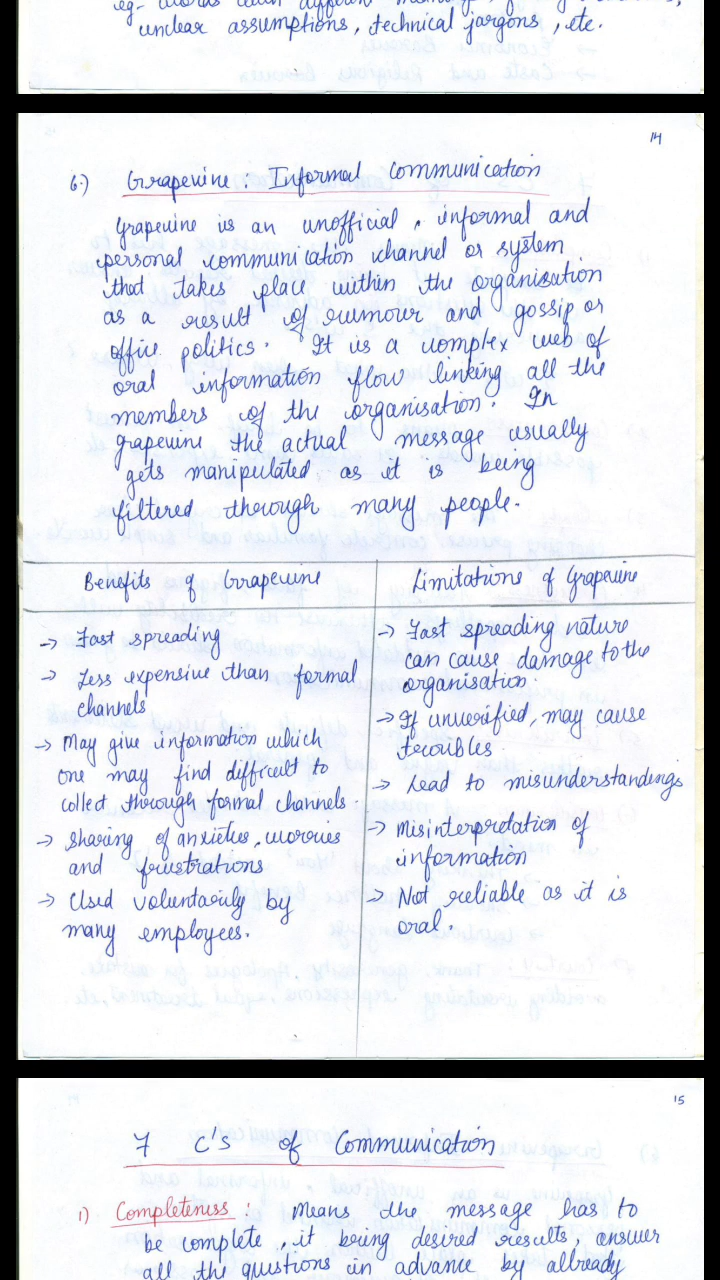 unclear assumptions, technical jargons, etc.
14
6.) Grapevine : Informal Communication
Grapevine is an unofficial, informal and
personal communication channel or system
that takes place within the organisation
as a result of rumour and gossip or
office politics. It is a complex web of
oral information flow linking all the
members of the organisation. In
grapevine the actual message usually
gets manipulated, as it is being
filtered through many people.
Benefits of Grapevine
→ Fast spreading
→ Less expensive than formal
channels
→ May give information which
one may find difficult to
collect through formal channels.
→ Sharing of anxieties, worries
and frustrations
→ Used voluntarily by
many employees.
Limitations of Grapevine
→ Fast spreading nature
can cause damage to the
organisation.
→ If unverified, may cause
troubles
→ Lead to misunderstandings
→ Misinterpretation of
information
→ Not reliable as it is
oral.
15
7 C's of Communication
1) Completeness : Means the message has to
be complete, it bring desired results, answer
all the questions in advance by allready